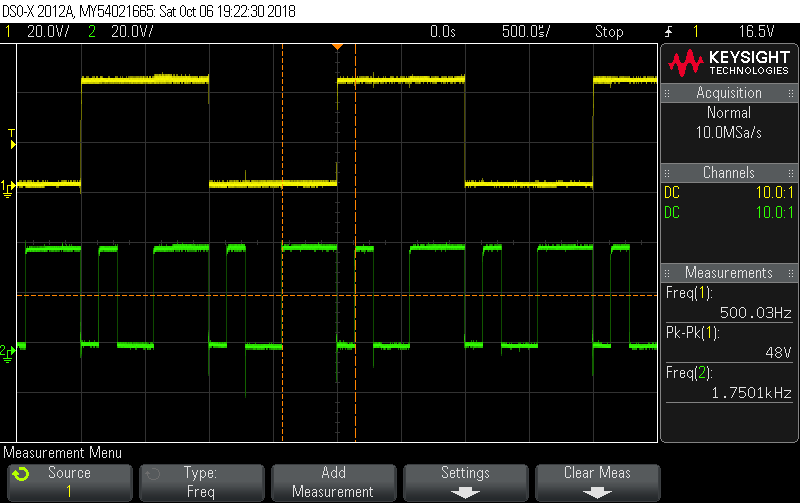 DSO-X 2012A, MY54021665: Sat Oct 06 19:22:30 2018
1 20.0V/ 2 20.0V/ 0.0s 500.0㎲/ Stop 1 16.5V
KEYSIGHT
TECHNOLOGIES
Acquisition
Normal
10.0MSa/s
Channels
DC 10.0:1
DC 10.0:1
Measurements
Freq(1):
500.03Hz
Pk-Pk(1):
48V
Freq(2):
1.7501kHz
T
1
2
Measurement Menu
Source
1
Type:
Freq
Add
Measurement
Settings
Clear Meas